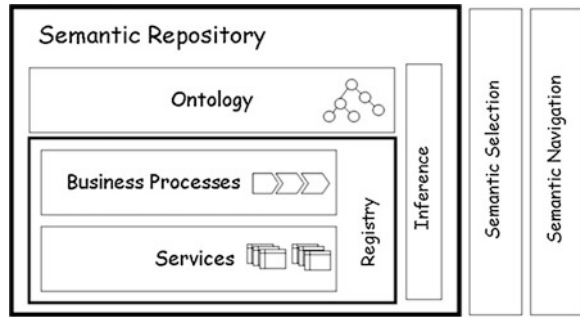 Semantic Repository
Ontology
Business Processes
Services
Registry
Inference
Semantic Selection
Semantic Navigation